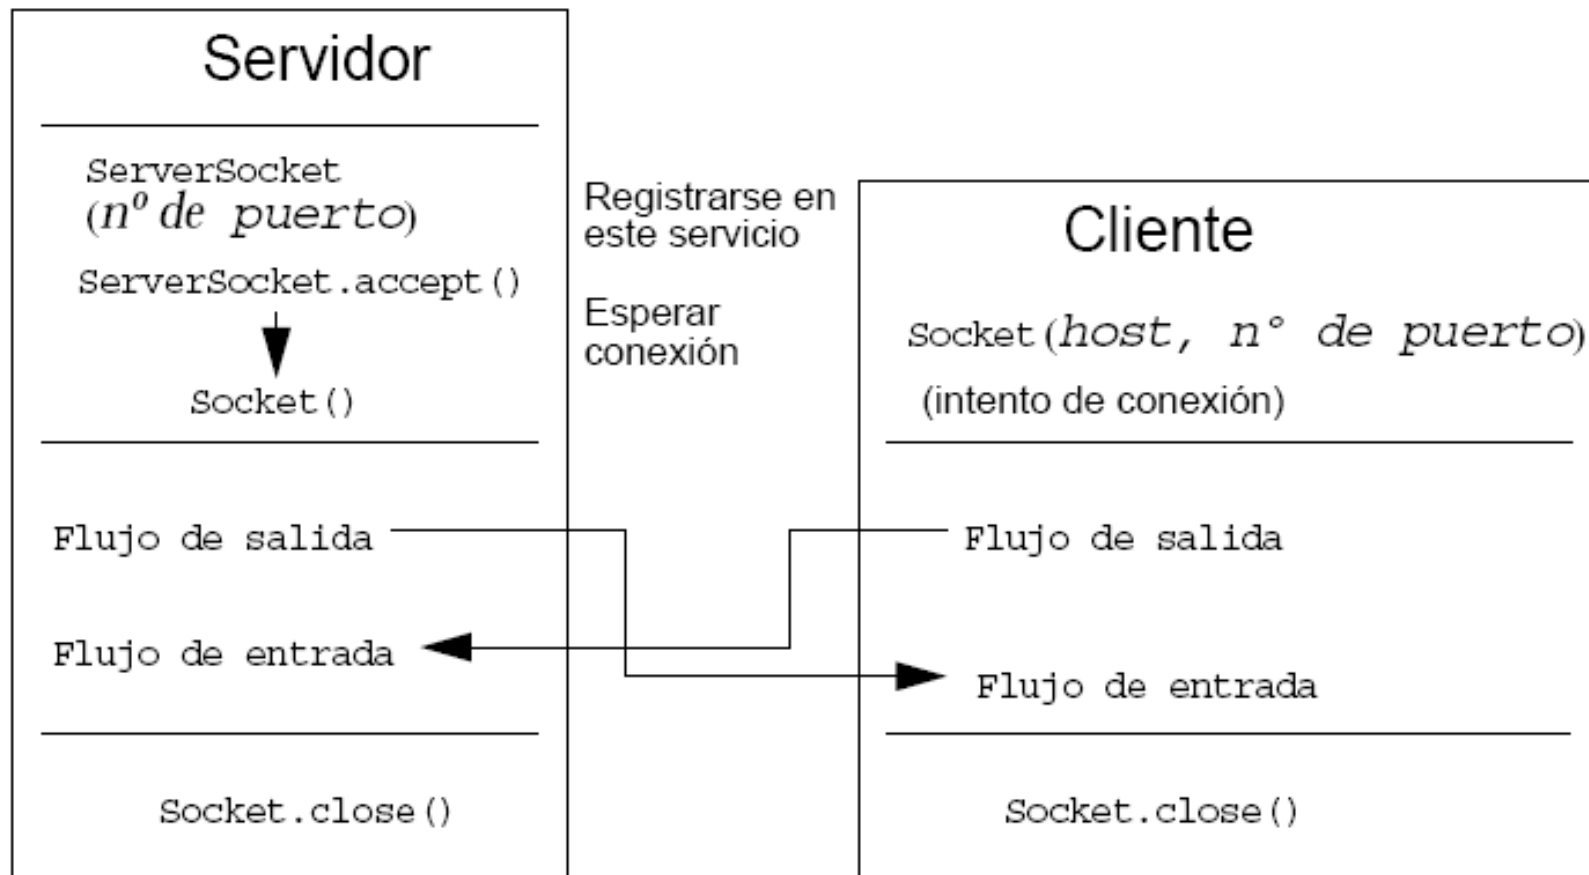 Servidor
ServerSocket
(nº de puerto)
ServerSocket.accept()
Socket()
Registrarse en
este servicio
Esperar
conexión
Cliente
Socket(host, n° de puerto)
(intento de conexión)
Flujo de salida
Flujo de entrada
Flujo de salida
Flujo de entrada
Socket.close()
Socket.close()